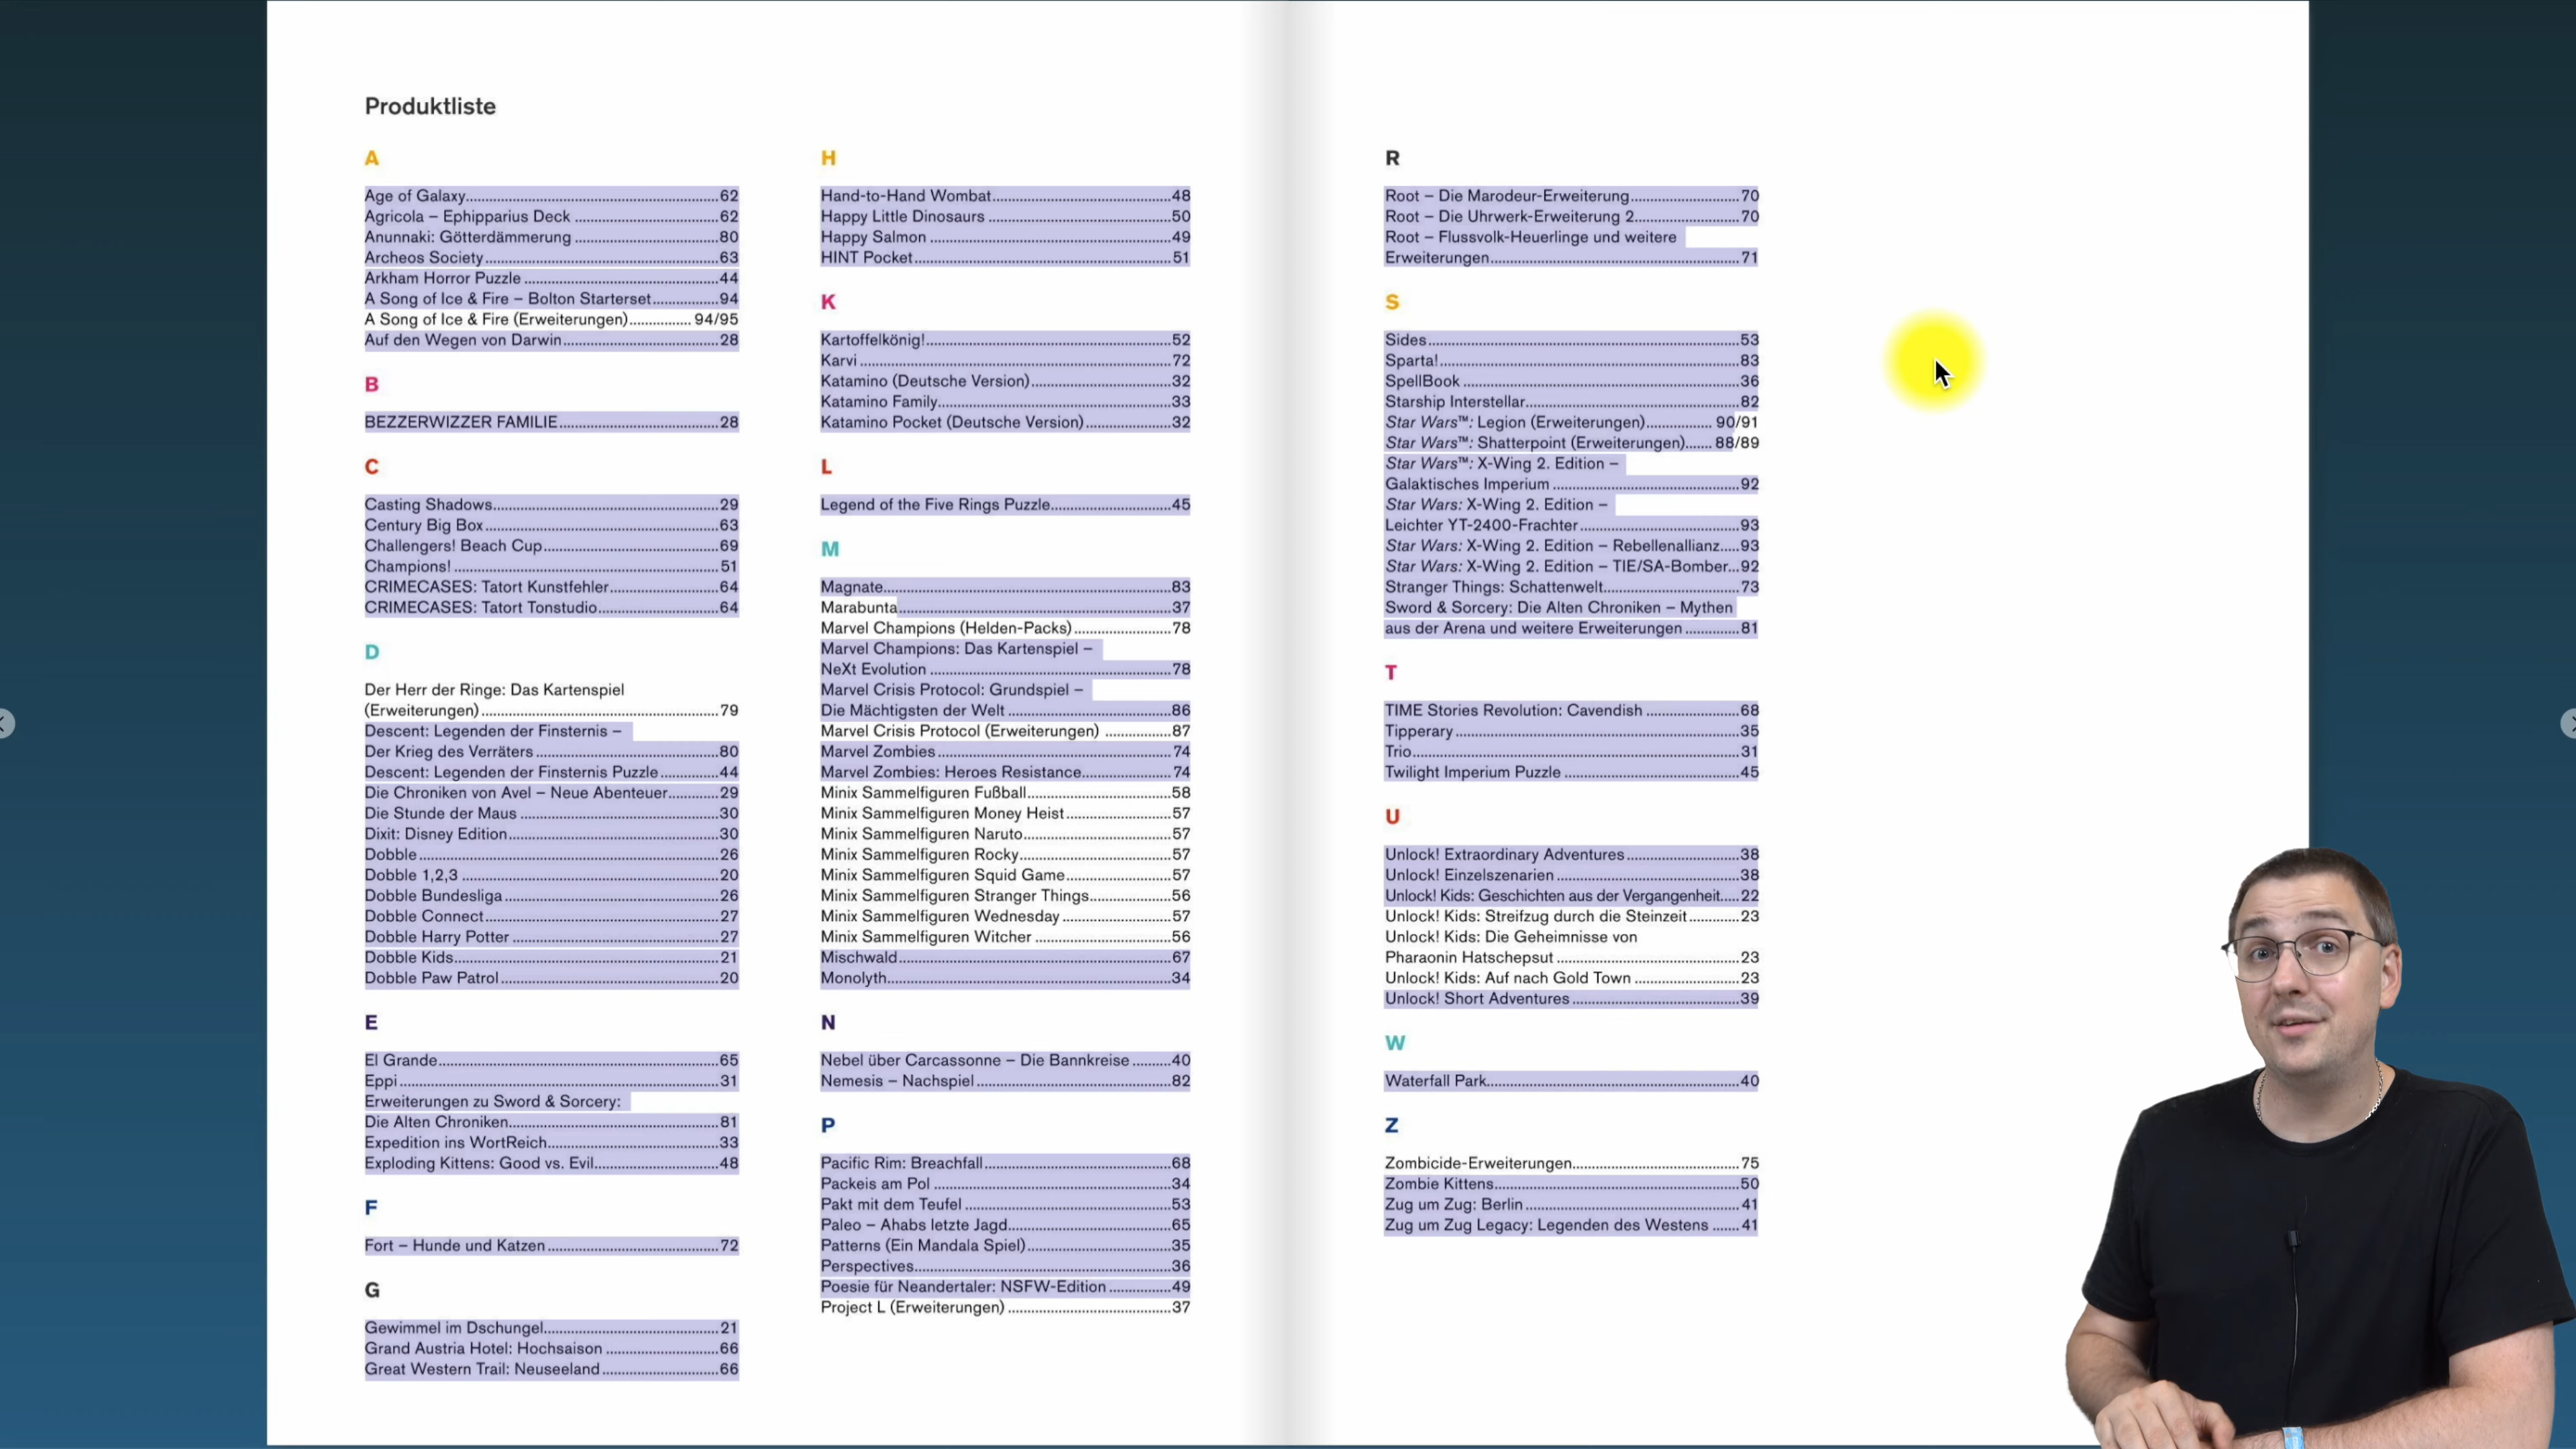 Produktliste
A
Age of Galaxy..........62
Agricola – Ephipparius Deck ..........62
Anunnaki: Götterdämmerung ..........80
Archeos Society..........63
Arkham Horror Puzzle ..........44
A Song of Ice & Fire – Bolton Starterset..........94
A Song of Ice & Fire (Erweiterungen).......... 94/95
Auf den Wegen von Darwin..........28
B
BEZZERWIZZER FAMILIE..........28
C
Casting Shadows..........29
Century Big Box..........63
Challengers! Beach Cup..........69
Champions! ..........51
CRIMECASES: Tatort Kunstfehler..........64
CRIMECASES: Tatort Tonstudio..........64
D
Der Herr der Ringe: Das Kartenspiel
(Erweiterungen)..........79
Descent: Legenden der Finsternis –
Der Krieg des Verräters ..........80
Descent: Legenden der Finsternis Puzzle..........44
Die Chroniken von Avel – Neue Abenteuer..........29
Die Stunde der Maus ..........30
Dixit: Disney Edition..........30
Dobble..........26
Dobble 1,2,3 ..........20
Dobble Bundesliga ..........26
Dobble Connect..........27
Dobble Harry Potter ..........27
Dobble Kids..........21
Dobble Paw Patrol ..........20
E
El Grande..........65
Eppi..........31
Erweiterungen zu Sword & Sorcery:
Die Alten Chroniken..........81
Expedition ins WortReich..........33
Exploding Kittens: Good vs. Evil..........48
F
Fort – Hunde und Katzen ..........72
G
Gewimmel im Dschungel..........21
Grand Austria Hotel: Hochsaison ..........66
Great Western Trail: Neuseeland ..........66
H
Hand-to-Hand Wombat..........48
Happy Little Dinosaurs ..........50
Happy Salmon ..........49
HINT Pocket..........51
K
Kartoffelkönig!..........52
Karvi ..........72
Katamino (Deutsche Version)..........32
Katamino Family..........33
Katamino Pocket (Deutsche Version)..........32
L
Legend of the Five Rings Puzzle..........45
M
Magnate..........83
Marabunta..........37
Marvel Champions (Helden-Packs)..........78
Marvel Champions: Das Kartenspiel –
NeXt Evolution ..........78
Marvel Crisis Protocol: Grundspiel –
Die Mächtigsten der Welt ..........86
Marvel Crisis Protocol (Erweiterungen) ..........87
Marvel Zombies ..........74
Marvel Zombies: Heroes Resistance..........74
Minix Sammelfiguren Fußball..........58
Minix Sammelfiguren Money Heist..........57
Minix Sammelfiguren Naruto..........57
Minix Sammelfiguren Rocky..........57
Minix Sammelfiguren Squid Game..........57
Minix Sammelfiguren Stranger Things..........56
Minix Sammelfiguren Wednesday ..........57
Minix Sammelfiguren Witcher ..........56
Mischwald..........67
Monolyth..........34
N
Nebel über Carcassonne – Die Bannkreise ..........40
Nemesis – Nachspiel ..........82
P
Pacific Rim: Breachfall..........68
Packeis am Pol ..........34
Pakt mit dem Teufel ..........53
Paleo – Ahabs letzte Jagd..........65
Patterns (Ein Mandala Spiel)..........35
Perspectives..........36
Poesie für Neandertaler: NSFW-Edition ..........49
Project L (Erweiterungen) ..........37
R
Root – Die Marodeur-Erweiterung..........70
Root – Die Uhrwerk-Erweiterung 2..........70
Root – Flussvolk-Heuerlinge und weitere
Erweiterungen..........71
S
Sides..........53
Sparta!..........83
SpellBook ..........36
Starship Interstellar..........82
Star Wars™: Legion (Erweiterungen).......... 90/91
Star Wars™: Shatterpoint (Erweiterungen)....... 88/89
Star Wars™: X-Wing 2. Edition –
Galaktisches Imperium ..........92
Star Wars: X-Wing 2. Edition –
Leichter YT-2400-Frachter..........93
Star Wars: X-Wing 2. Edition – Rebellenallianz.....93
Star Wars: X-Wing 2. Edition – TIE/SA-Bomber...92
Stranger Things: Schattenwelt..........73
Sword & Sorcery: Die Alten Chroniken – Mythen
aus der Arena und weitere Erweiterungen ..........81
T
TIME Stories Revolution: Cavendish ..........68
Tipperary ..........35
Trio..........31
Twilight Imperium Puzzle ..........45
U
Unlock! Extraordinary Adventures..........38
Unlock! Einzelszenarien ..........38
Unlock! Kids: Geschichten aus der Vergangenheit.....22
Unlock! Kids: Streifzug durch die Steinzeit..........23
Unlock! Kids: Die Geheimnisse von
Pharaonin Hatschepsut ..........23
Unlock! Kids: Auf nach Gold Town ..........23
Unlock! Short Adventures ..........39
W
Waterfall Park..........40
Z
Zombicide-Erweiterungen..........75
Zombie Kittens..........50
Zug um Zug: Berlin ..........41
Zug um Zug Legacy: Legenden des Westens ......41